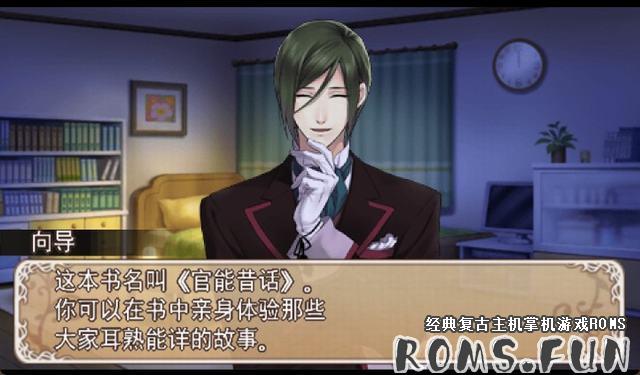 向导
这本书名叫《官能昔话》。
你可以在书中亲身体验那些
大家耳熟能详的故事。
经典复古主机掌机游戏ROMS
ROMS.FUN